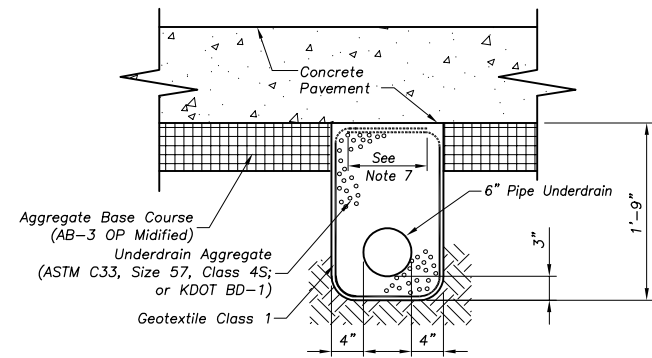 Concrete
Pavement
See
Note 7
6" Pipe Underdrain
1'-9"
3"
Aggregate Base Course
(AB-3 OP Midified)
Underdrain Aggregate
(ASTM C33, Size 57, Class 4S;
or KDOT BD-1)
Geotextile Class 1
4"
4"